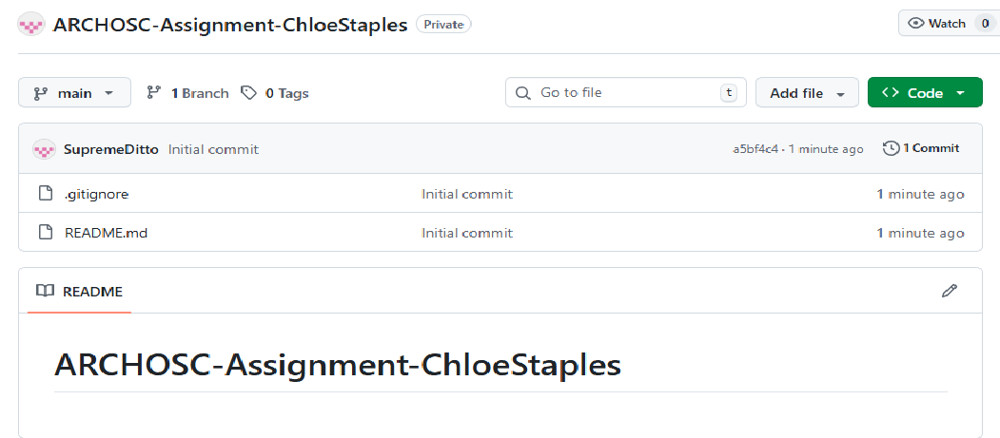 ARCHOSC-Assignment-ChloeStaples Private Watch 0
main 1 Branch 0 Tags Go to file t Add file Code
SupremeDitto Initial commit a5bf4c4 · 1 minute ago 1 Commit
.gitignore Initial commit 1 minute ago
README.md Initial commit 1 minute ago
README
ARCHOSC-Assignment-ChloeStaples